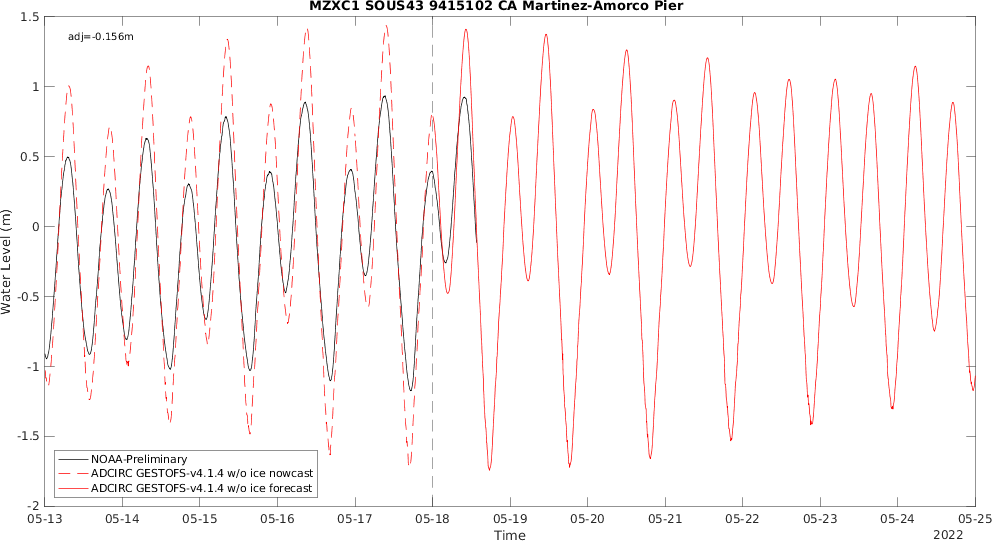 MZXC1 SOUS43 9415102 CA Martinez-Amorco Pier
adj=-0.156m
1.5
1
0.5
0
-0.5
-1
-1.5
-2
Water Level (m)
NOAA-Preliminary
ADCIRC GESTOFS-v4.1.4 w/o ice nowcast
ADCIRC GESTOFS-v4.1.4 w/o ice forecast
05-13 05-14 05-15 05-16 05-17 05-18 05-19 05-20 05-21 05-22 05-23 05-24 05-25
Time
2022